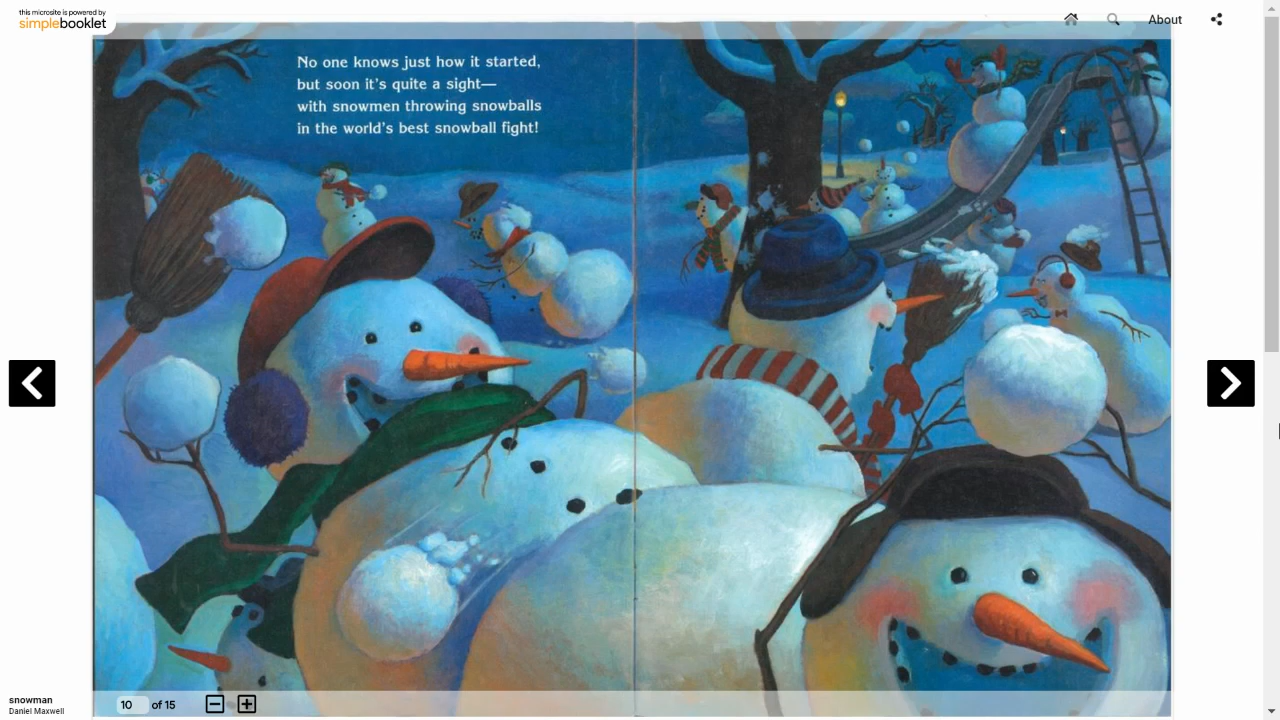 this microsite is powered by
simplebooklet
About
No one knows just how it started,
but soon it's quite a sight—
with snowmen throwing snowballs
in the world's best snowball fight!
snowman
Daniel Maxwell
10 of 15